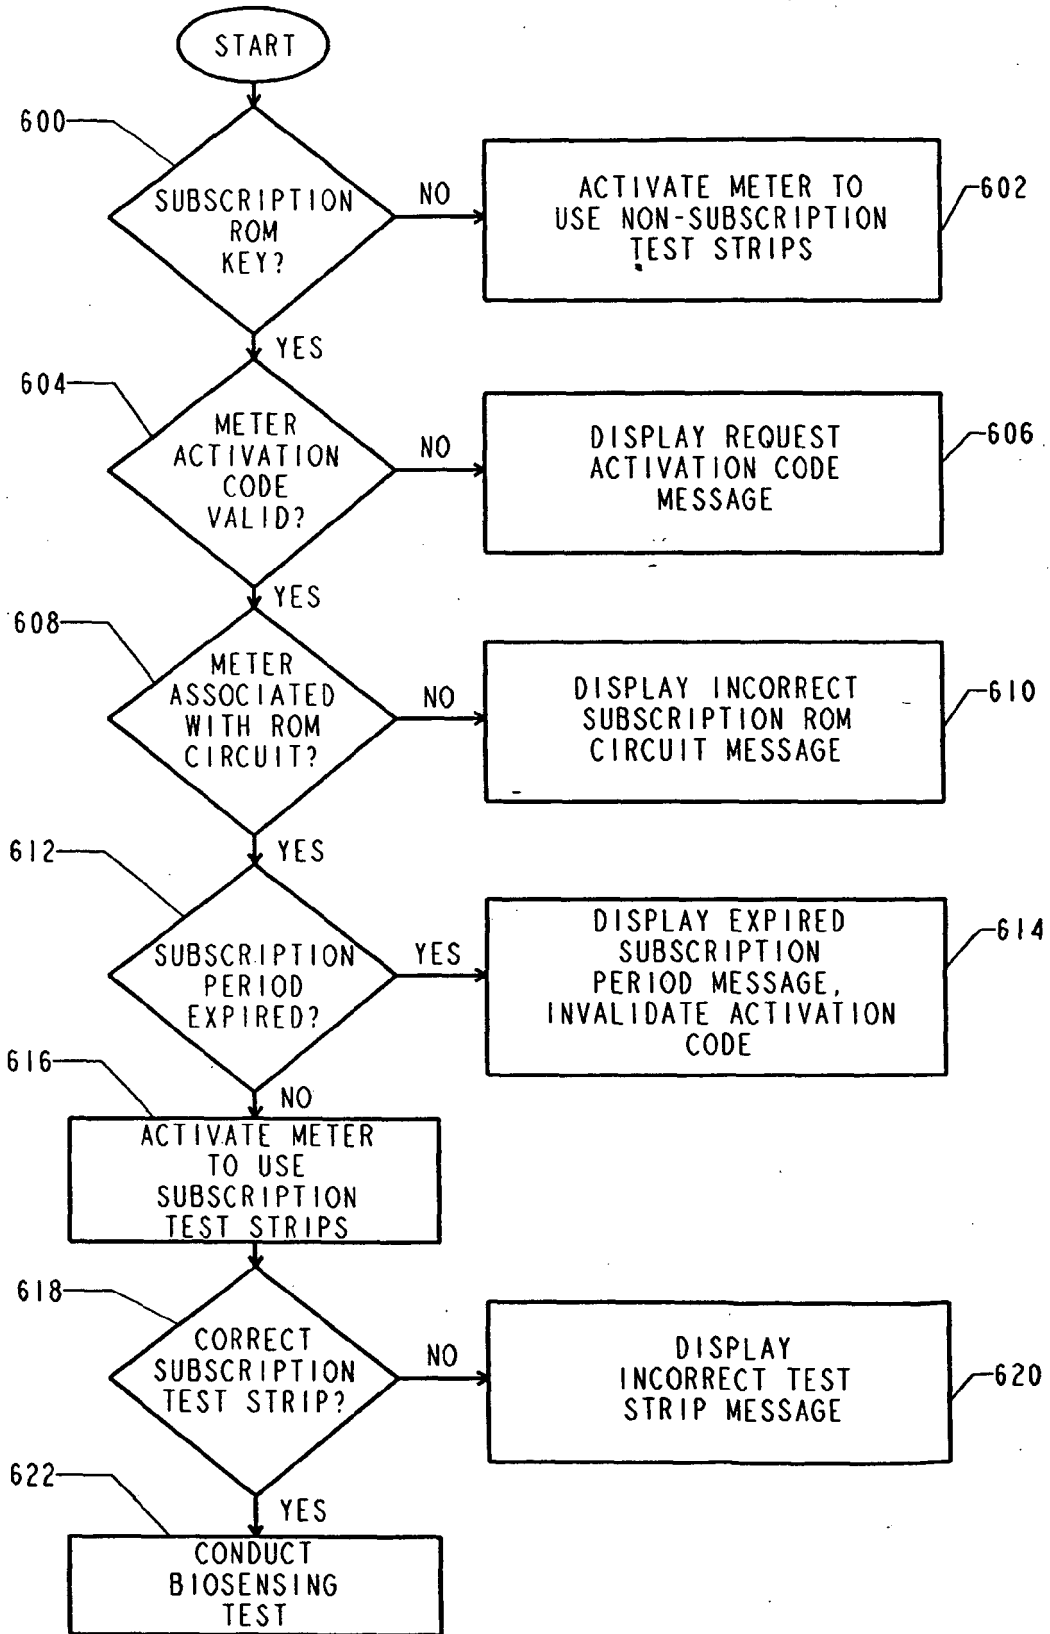 START
600
SUBSCRIPTION
ROM
KEY?
NO
ACTIVATE METER TO
USE NON-SUBSCRIPTION
TEST STRIPS
602
YES
604
METER
ACTIVATION
CODE
VALID?
NO
DISPLAY REQUEST
ACTIVATION CODE
MESSAGE
606
YES
608
METER
ASSOCIATED
WITH ROM
CIRCUIT?
NO
DISPLAY INCORRECT
SUBSCRIPTION ROM
CIRCUIT MESSAGE
610
YES
612
SUBSCRIPTION
PERIOD
EXPIRED?
YES
DISPLAY EXPIRED
SUBSCRIPTION
PERIOD MESSAGE,
INVALIDATE ACTIVATION
CODE
614
NO
616
ACTIVATE METER
TO USE
SUBSCRIPTION
TEST STRIPS
618
CORRECT
SUBSCRIPTION
TEST STRIP?
NO
DISPLAY
INCORRECT TEST
STRIP MESSAGE
620
YES
622
CONDUCT
BIOSENSING
TEST